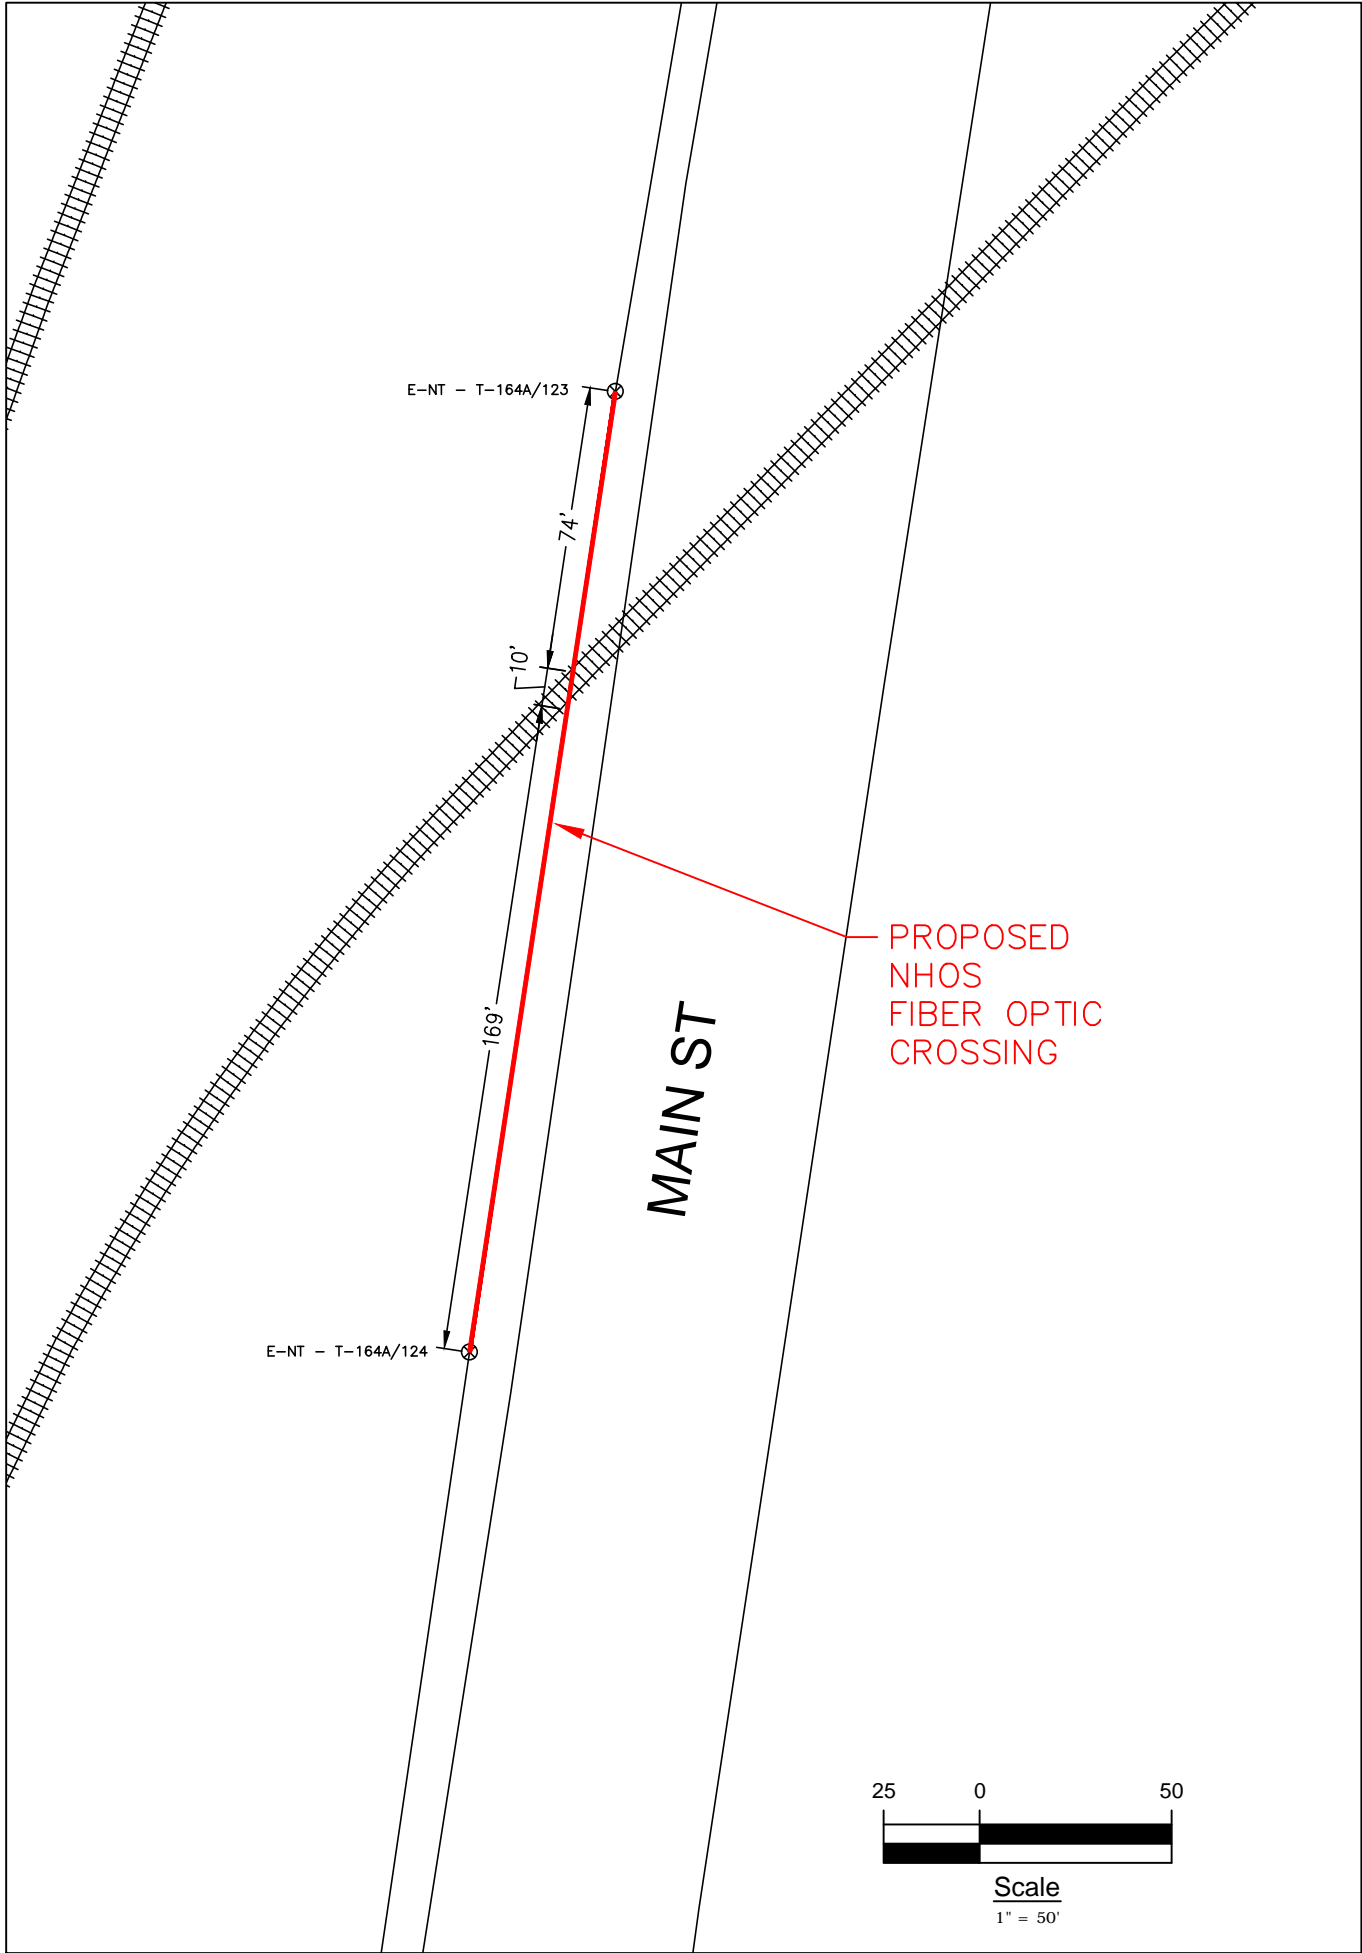 E-NT - T-164A/123
74'
10'
PROPOSED
NHOS
FIBER OPTIC
CROSSING
169'
MAIN ST
E-NT - T-164A/124
25 0 50
Scale
1" = 50'